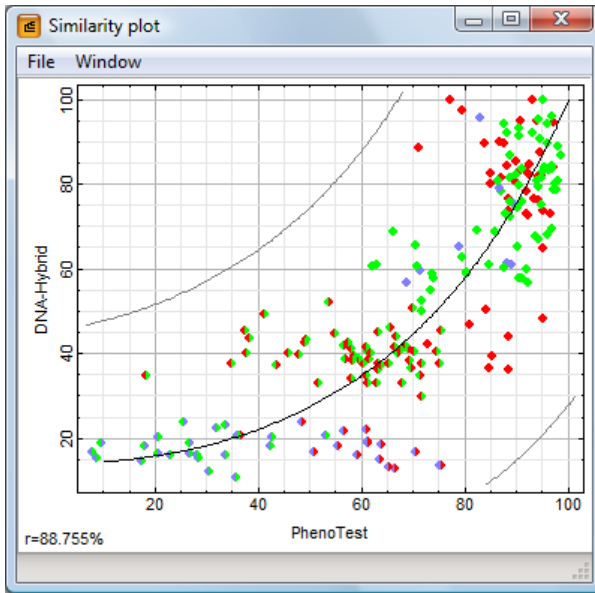 Similarity plot
File Window
100
80
60
40
20
DNA-Hybrid
20 40 60 80 100
PhenoTest
r=88.755%